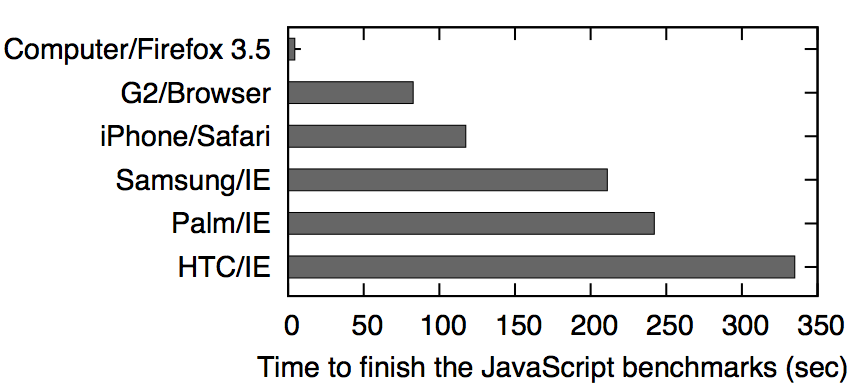 Computer/Firefox 3.5
G2/Browser
iPhone/Safari
Samsung/IE
Palm/IE
HTC/IE
0 50 100 150 200 250 300 350
Time to finish the JavaScript benchmarks (sec)